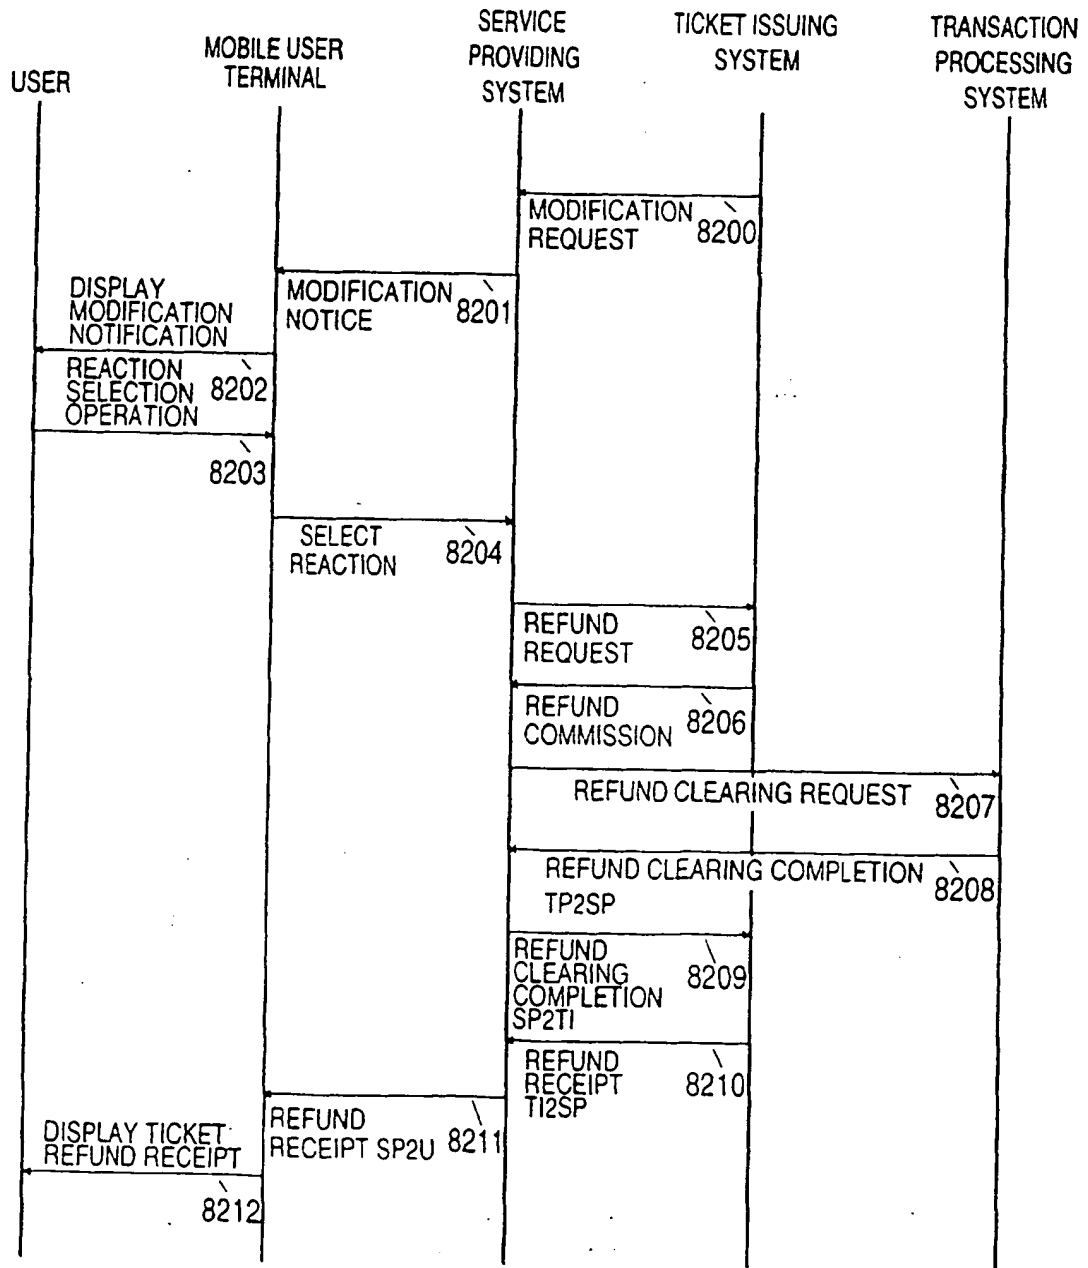 USER
MOBILE USER
TERMINAL
SERVICE
PROVIDING
SYSTEM
TICKET ISSUING
SYSTEM
TRANSACTION
PROCESSING
SYSTEM
MODIFICATION
REQUEST
8200
MODIFICATION
NOTICE
8201
DISPLAY
MODIFICATION
NOTIFICATION
8202
REACTION
SELECTION
OPERATION
8203
SELECT
REACTION
8204
REFUND
REQUEST
8205
REFUND
COMMISSION
8206
REFUND CLEARING REQUEST
8207
REFUND CLEARING COMPLETION
TP2SP
8208
REFUND
CLEARING
COMPLETION
SP2TI
8209
REFUND
RECEIPT
TI2SP
8210
REFUND
RECEIPT SP2U
8211
DISPLAY TICKET
REFUND RECEIPT
8212